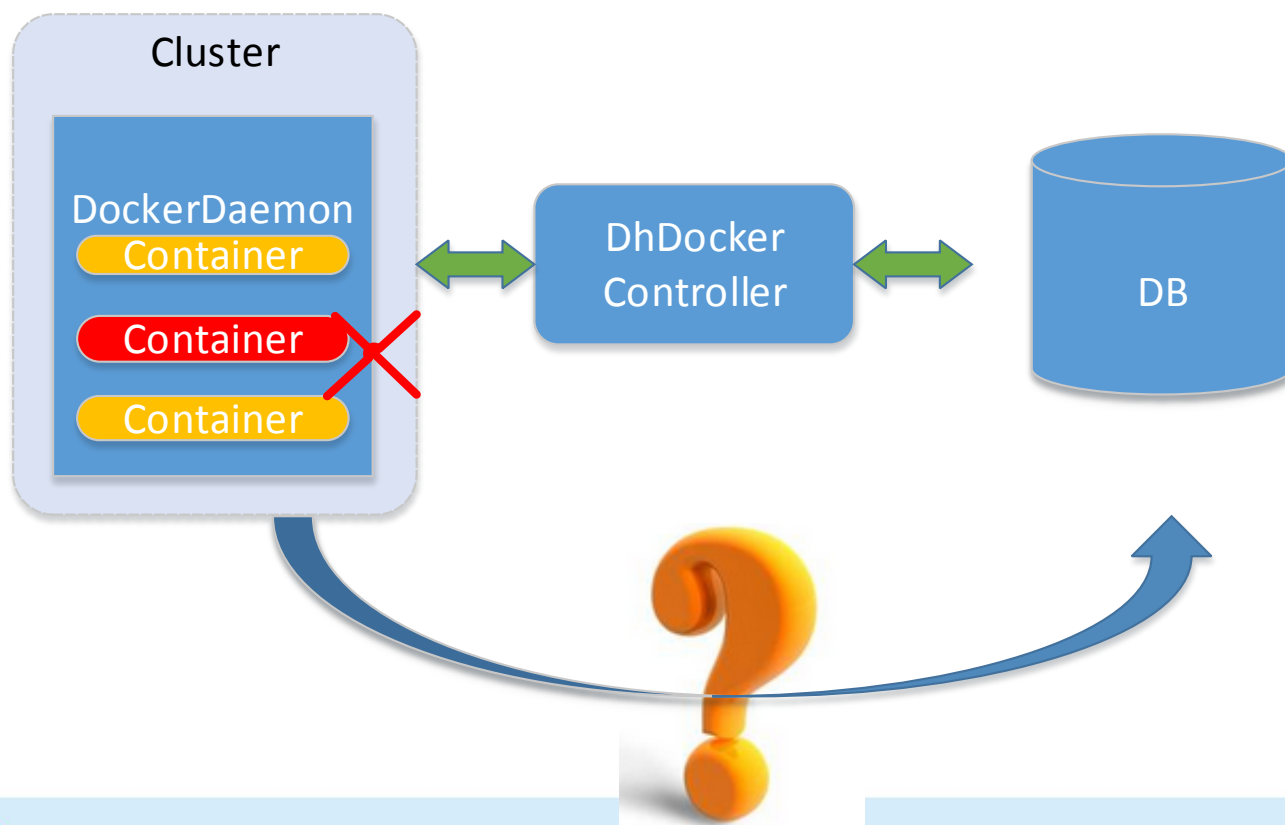 Cluster
DockerDaemon
Container
Container
Container
DhDocker
Controller
DB
?